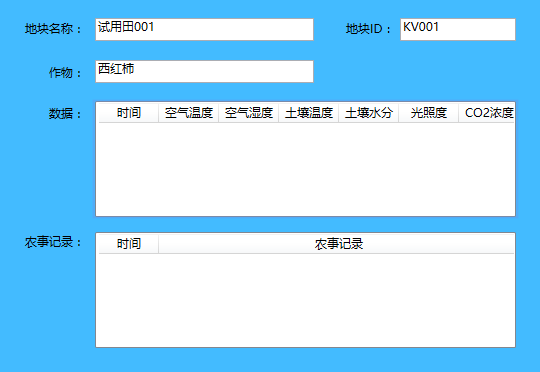 地块名称： 试用田001 地块ID： KV001
作物： 西红柿
数据： 时间 空气温度 空气湿度 土壤温度 土壤水分 光照度 CO2浓度
农事记录： 时间 农事记录